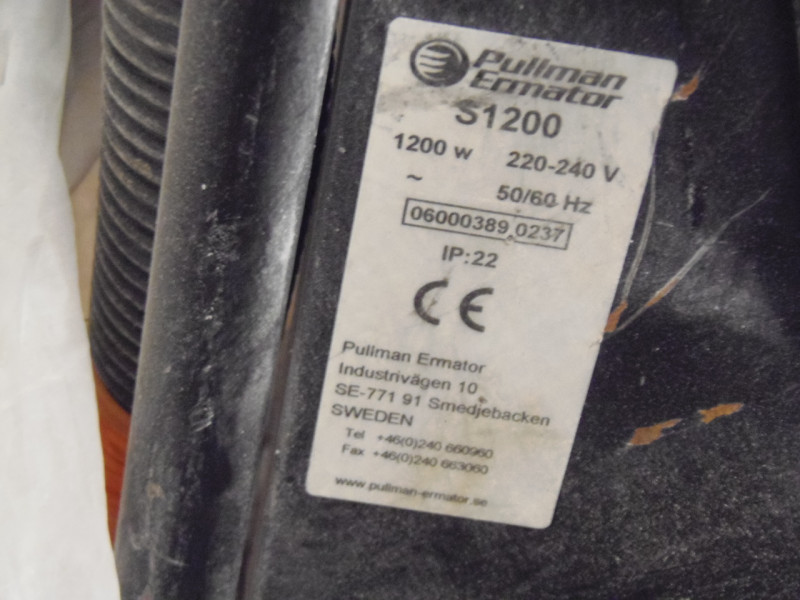 Pullman
Ermator
S1200
1200 w 220-240 V
~ 50/60 Hz
06000389 0237
IP:22
CE
Pullman Ermator
Industrivägen 10
SE-771 91 Smedjebacken
SWEDEN
Tel +46(0)240 660960
Fax +46(0)240 663060
www.pullman-ermator.se